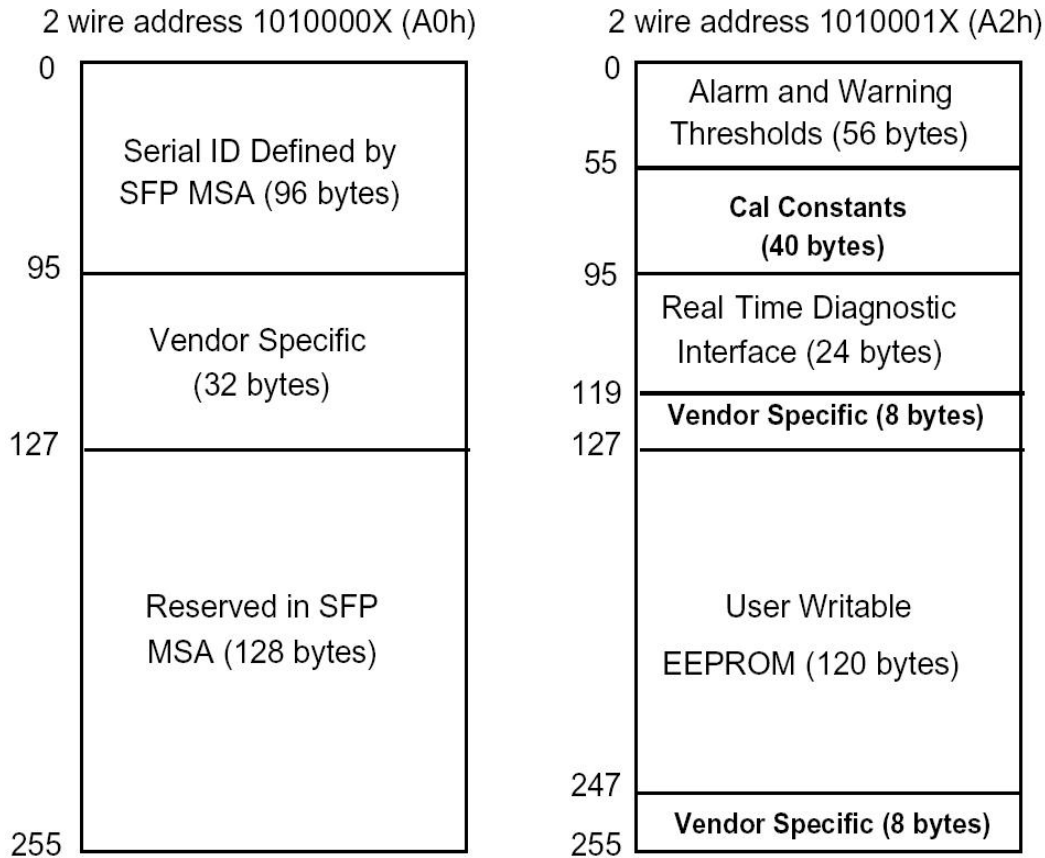 2 wire address 1010000X (A0h)
0
Serial ID Defined by
SFP MSA (96 bytes)
95
Vendor Specific
(32 bytes)
127
Reserved in SFP
MSA (128 bytes)
255
2 wire address 1010001X (A2h)
0
Alarm and Warning
Thresholds (56 bytes)
55
Cal Constants
(40 bytes)
95
Real Time Diagnostic
Interface (24 bytes)
119
Vendor Specific (8 bytes)
127
User Writable
EEPROM (120 bytes)
247
Vendor Specific (8 bytes)
255